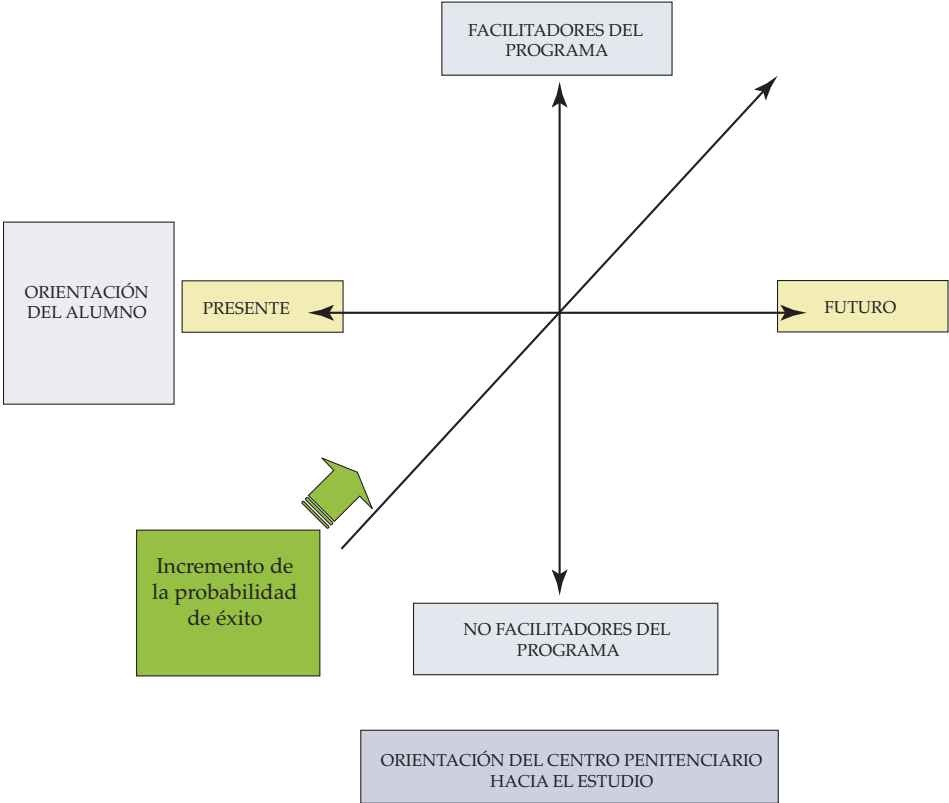 FACILITADORES DEL
PROGRAMA
ORIENTACIÓN
DEL ALUMNO
PRESENTE
FUTURO
Incremento de
la probabilidad
de éxito
NO FACILITADORES DEL
PROGRAMA
ORIENTACIÓN DEL CENTRO PENITENCIARIO
HACIA EL ESTUDIO